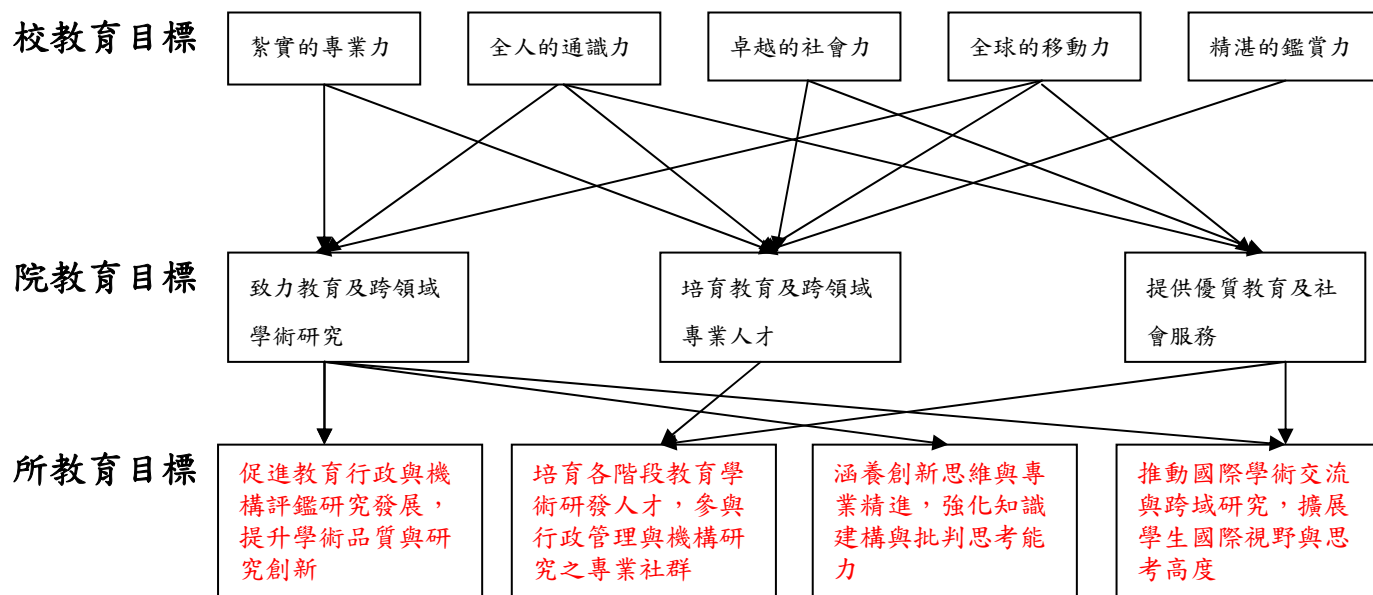 校教育目標
紮實的專業力
全人的通識力
卓越的社會力
全球的移動力
精湛的鑑賞力
院教育目標
致力教育及跨領域
學術研究
培育教育及跨領域
專業人才
提供優質教育及社
會服務
所教育目標
促進教育行政與機
構評鑑研究發展，
提升學術品質與研
究創新
培育各階段教育學
術研發人才，參與
行政管理與機構研
究之專業社群
涵養創新思維與專
業精進，強化知識
建構與批判思考能
力
推動國際學術交流
與跨域研究，擴展
學生國際視野與思
考高度